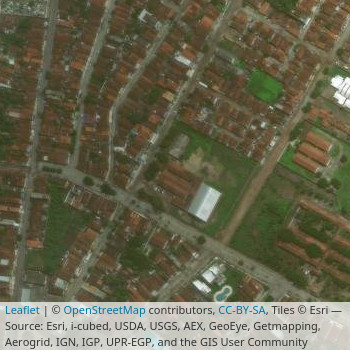 Leaflet | © OpenStreetMap contributors, CC-BY-SA, Tiles © Esri —
Source: Esri, i-cubed, USDA, USGS, AEX, GeoEye, Getmapping,
Aerogrid, IGN, IGP, UPR-EGP, and the GIS User Community